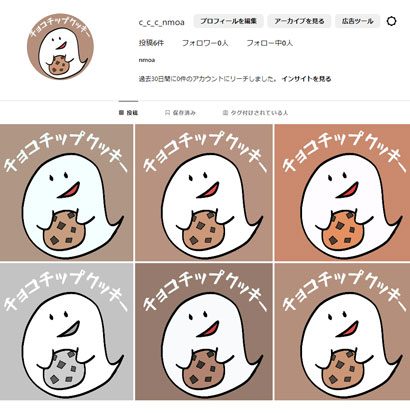 チョコチップクッキー
c_c_c_nmoa プロフィールを編集 アーカイブを見る 広告ツール
投稿6件 フォロワー0人 フォロー中0人
nmoa
過去30日間に0件のアカウントにリーチしました。 インサイトを見る
投稿 保存済み タグ付けされている人
チョコチップクッキー チョコチップクッキー チョコチップクッキー
チョコチップクッキー チョコチップクッキー チョコチップクッキー